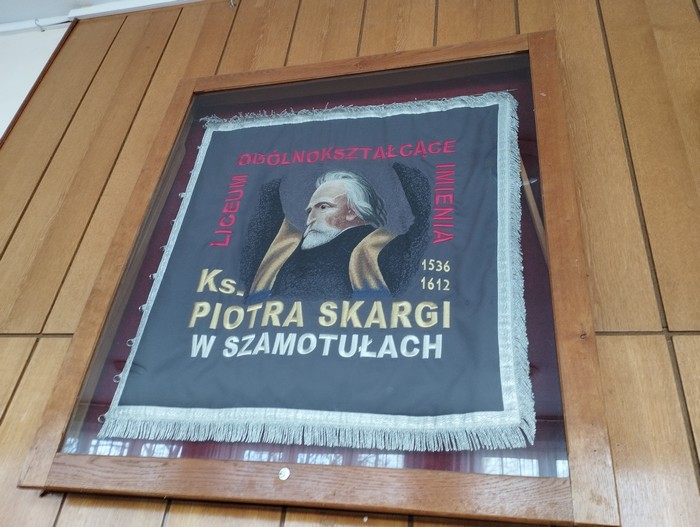 LICEUM OGÓLNOKSZTAŁCĄCE IMIENIA
1536
1612
Ks.
PIOTRA SKARGI
W SZAMOTUŁACH